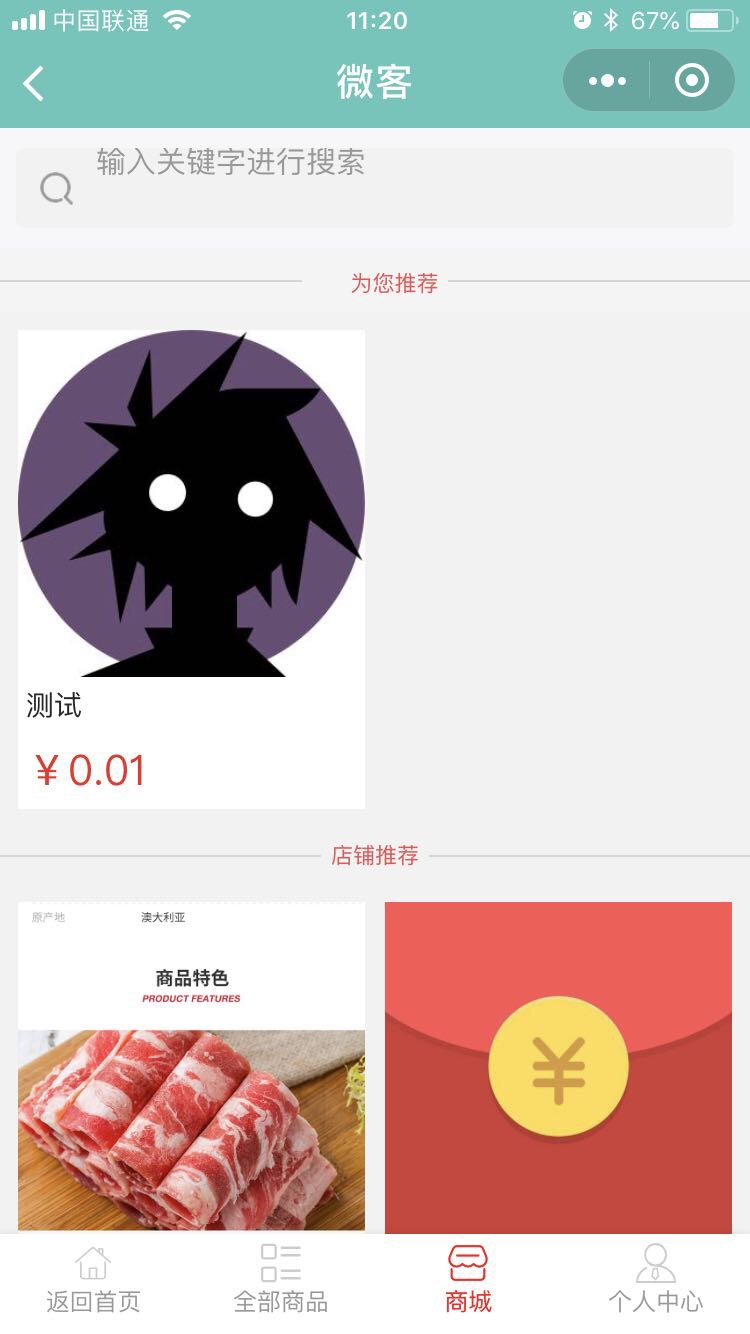 中国联通
11:20
67%
微客
输入关键字进行搜索
为您推荐
测试
¥ 0.01
店铺推荐
原产地 澳大利亚
商品特色
PRODUCT FEATURES
¥
返回首页 全部商品 商城 个人中心